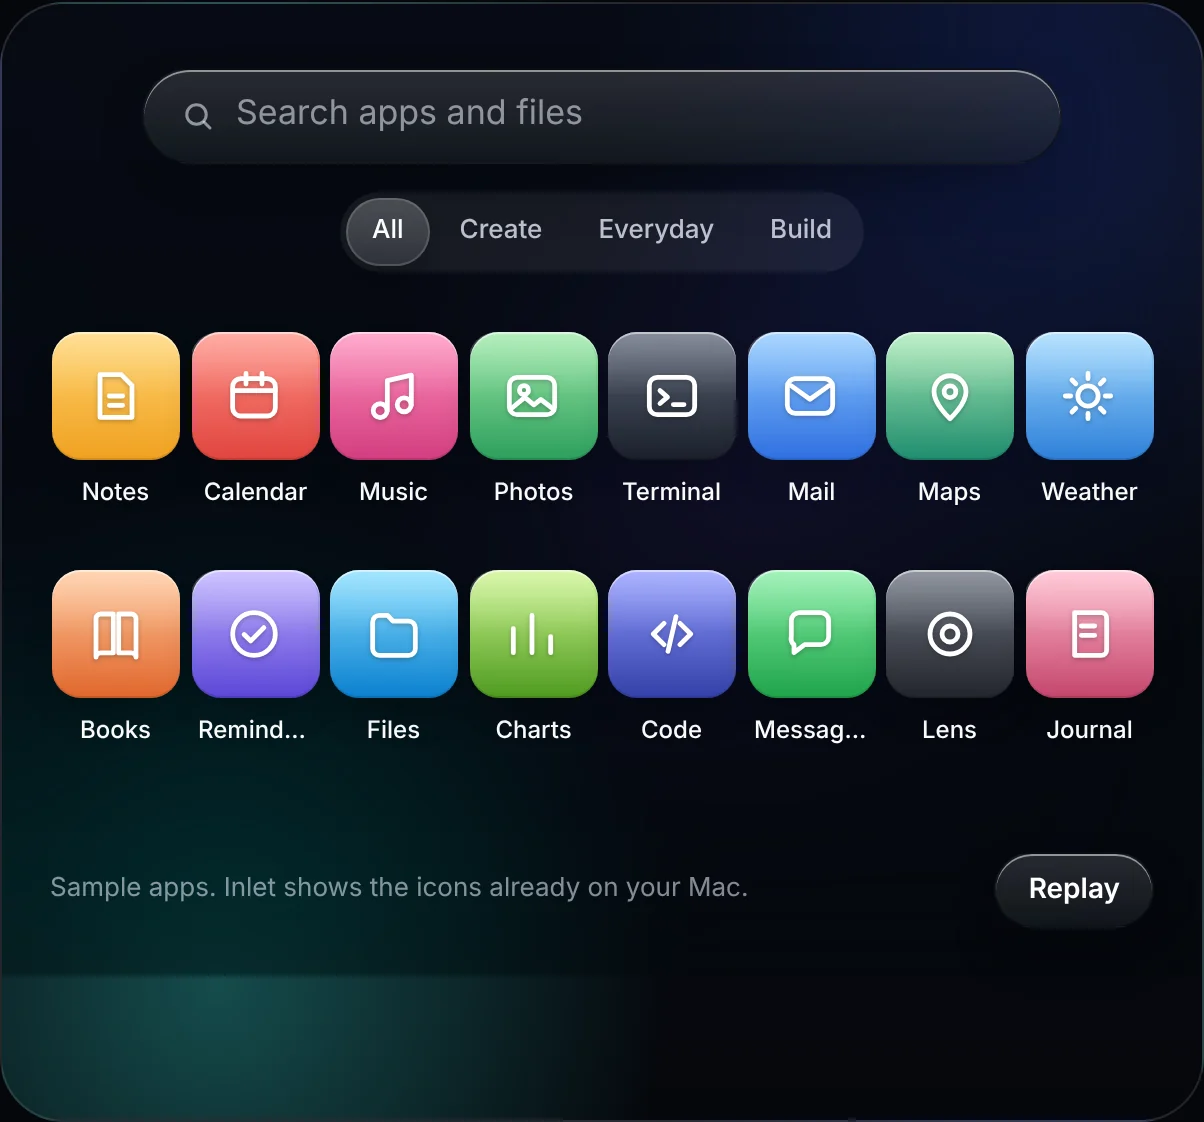 Search apps and files
All Create Everyday Build
Notes Calendar Music Photos Terminal Mail Maps Weather
Books Remind... Files Charts Code Messag... Lens Journal
Sample apps. Inlet shows the icons already on your Mac.
Replay